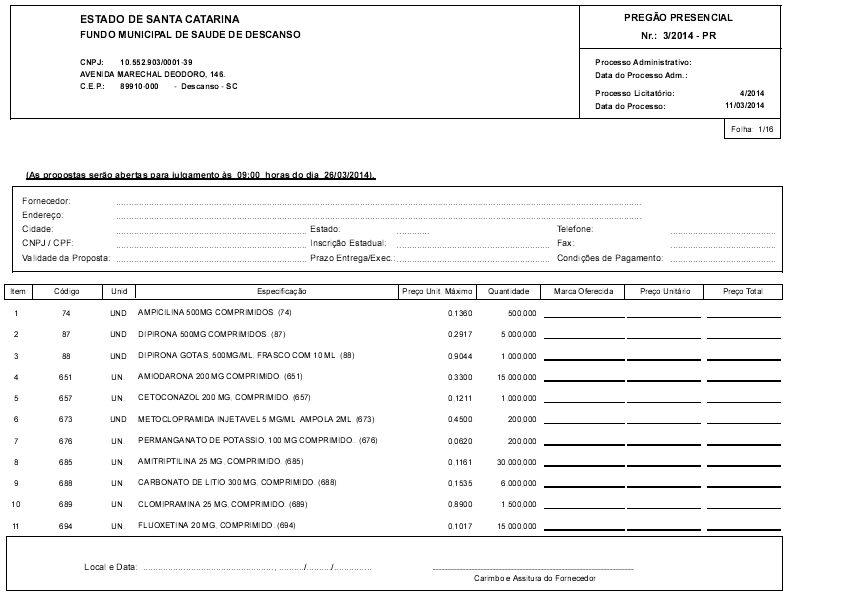 ESTADO DE SANTA CATARINA
FUNDO MUNICIPAL DE SAUDE DE DESCANSO
CNPJ: 10.552.903/0001-39
AVENIDA MARECHAL DEODORO, 146.
C.E.P.: 89910-000 - Descanso - SC
PREGÃO PRESENCIAL
Nr.: 3/2014 - PR
Processo Administrativo:
Data do Processo Adm.:
Processo Licitatório: 4/2014
Data do Processo: 11/03/2014
Folha: 1/16
(As propostas serão abertas para julgamento às 09:00 horas do dia 26/03/2014).
Fornecedor:
Endereço:
Cidade: Estado: Telefone:
CNPJ / CPF: Inscrição Estadual: Fax:
Validade da Proposta: Prazo Entrega/Exec.: Condições de Pagamento:
Item Código Unid Especificação Preço Unit. Máximo Quantidade Marca Oferecida Preço Unitário Preço Total
1 74 UND AMPICILINA 500MG COMPRIMIDOS. (74) 0,1360 500,000
2 87 UND DIPIRONA 500MG COMPRIMIDOS. (87) 0,2917 5.000,000
3 88 UND DIPIRONA GOTAS, 500MG/ML, FRASCO COM 10 ML. (88) 0,9044 1.000,000
4 651 UN. AMIODARONA 200 MG COMPRIMIDO. (651) 0,3300 15.000,000
5 657 UN. CETOCONAZOL 200 MG, COMPRIMIDO. (657) 0,1211 1.000,000
6 673 UND METOCLOPRAMIDA INJETAVEL 5 MG/ML AMPOLA 2ML (673) 0,4500 200,000
7 676 UN. PERMANGANATO DE POTASSIO, 100 MG COMPRIMIDO. (676) 0,0620 200,000
8 685 UN. AMITRIPTILINA 25 MG, COMPRIMIDO. (685) 0,1161 30.000,000
9 688 UN. CARBONATO DE LITIO 300 MG, COMPRIMIDO. (688) 0,1535 6.000,000
10 689 UN. CLOMIPRAMINA 25 MG, COMPRIMIDO. (689) 0,8900 1.500,000
11 694 UN. FLUOXETINA 20 MG, COMPRIMIDO. (694) 0,1017 15.000,000
Local e Data: ............................................, ........./........./.............
Carimbo e Assitura do Fornecedor